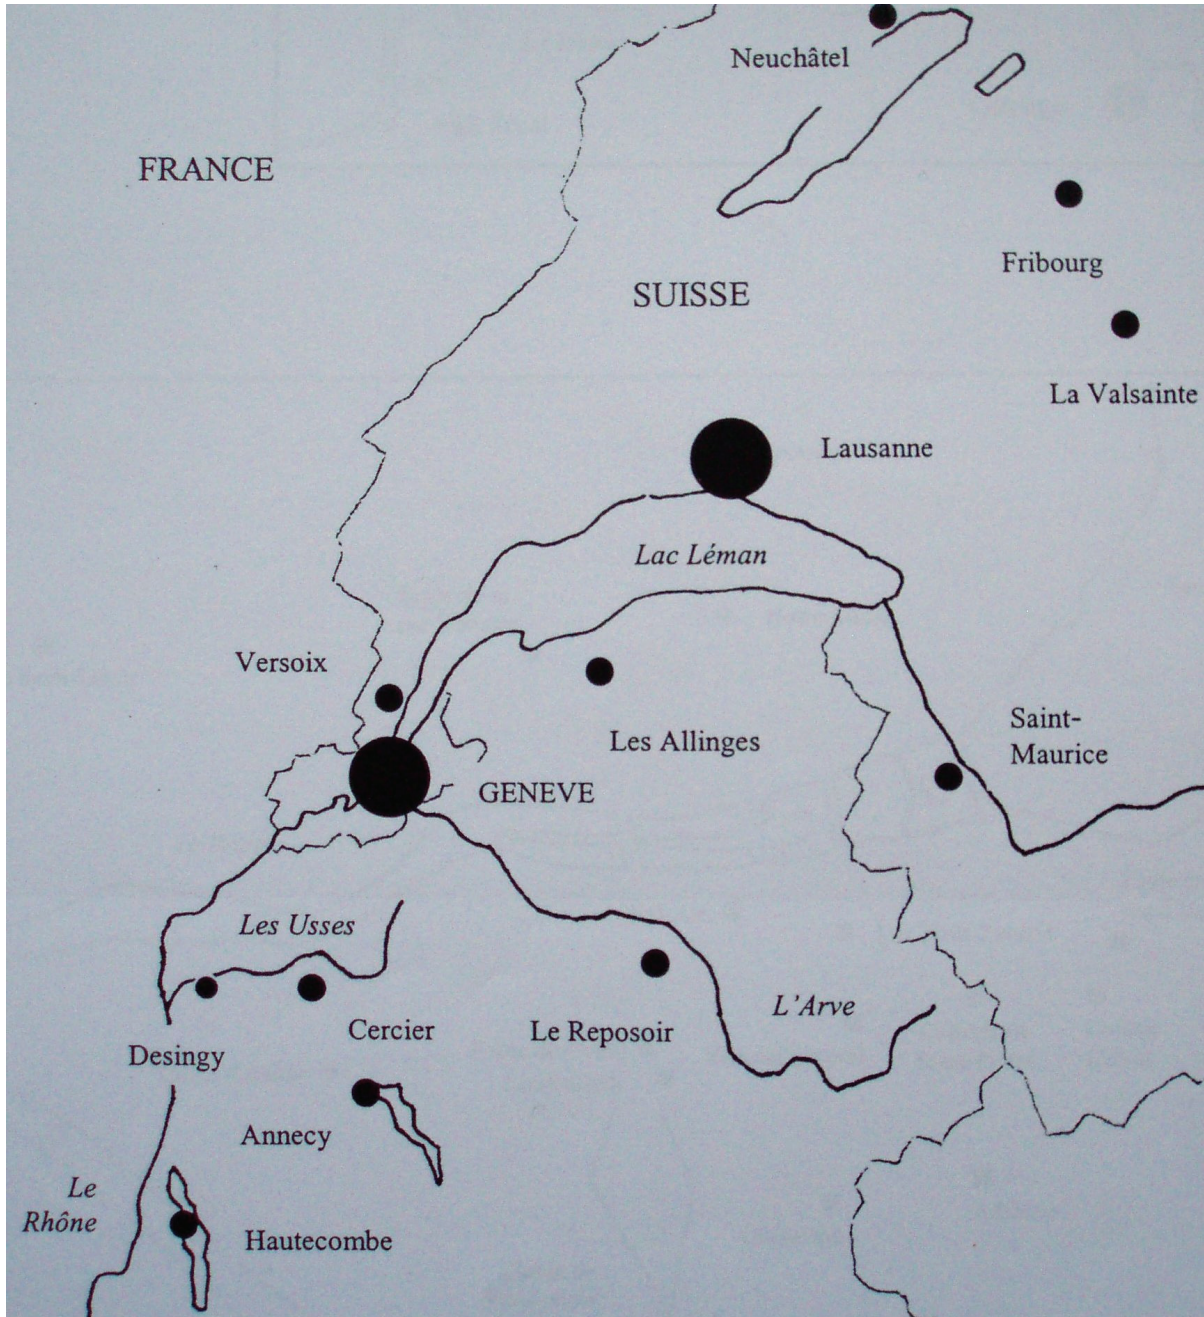 Neuchâtel
FRANCE
Fribourg
SUISSE
La Valsainte
Lausanne
Lac Léman
Versoix
Saint-
Maurice
Les Allinges
GENEVE
Les Usses
L'Arve
Cercier
Le Reposoir
Desingy
Annecy
Le
Rhône
Hautecombe